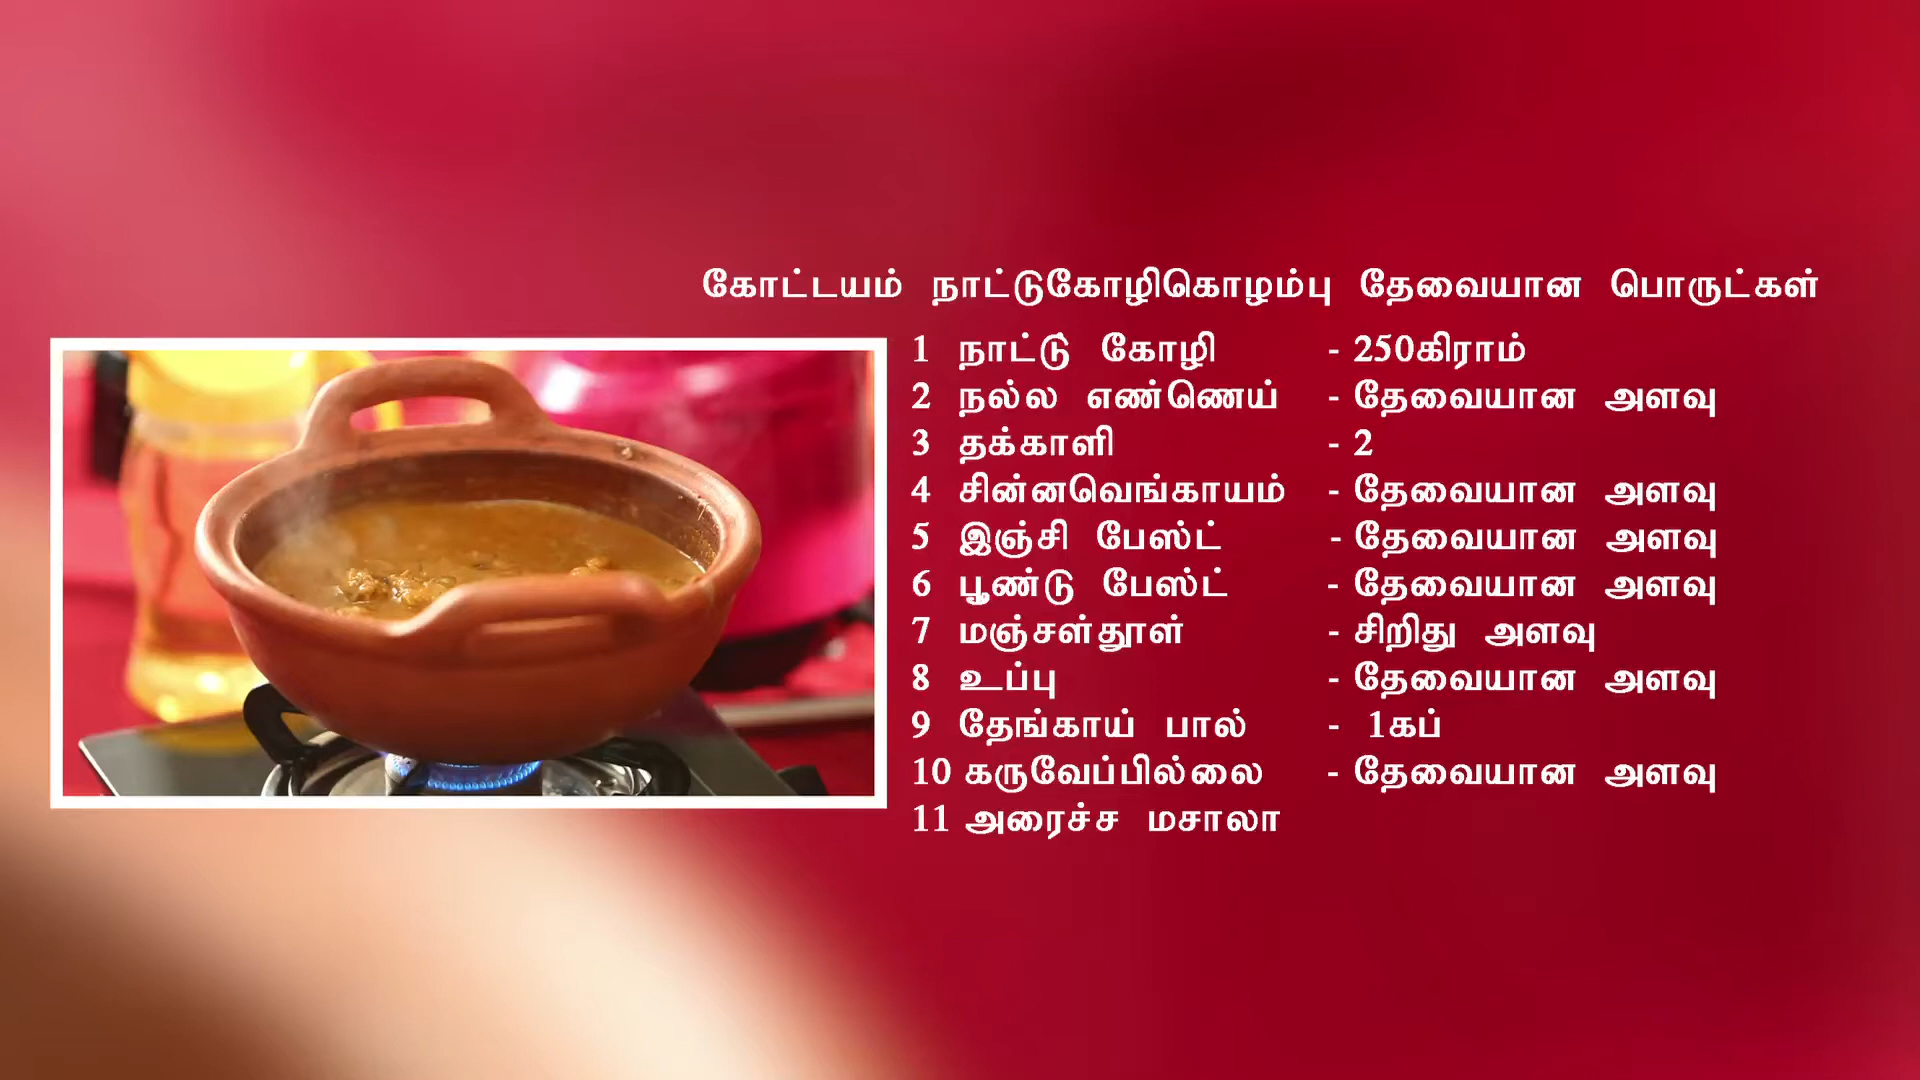 கோட்டயம் நாட்டுகோழிகொழம்பு தேவையான பொருட்கள்
1 நாட்டு் கோழி - 250கிராம்
2 நல்ல எண்ணெய் - தேவையான அளவு
3 தக்காளி - 2
4 சின்னவெங்காயம் - தேவையான அளவு
5 இஞ்சி பேஸ்ட் - தேவையான அளவு
6 பூண்டு பேஸ்ட் - தேவையான அளவு
7 மஞ்சள்தூள் - சிறிது அளவு
8 உப்பு - தேவையான அளவு
9 தேங்காய் பால் - 1கப்
10 கருவேப்பில்லை - தேவையான அளவு
11 அரைச்ச மசாலா